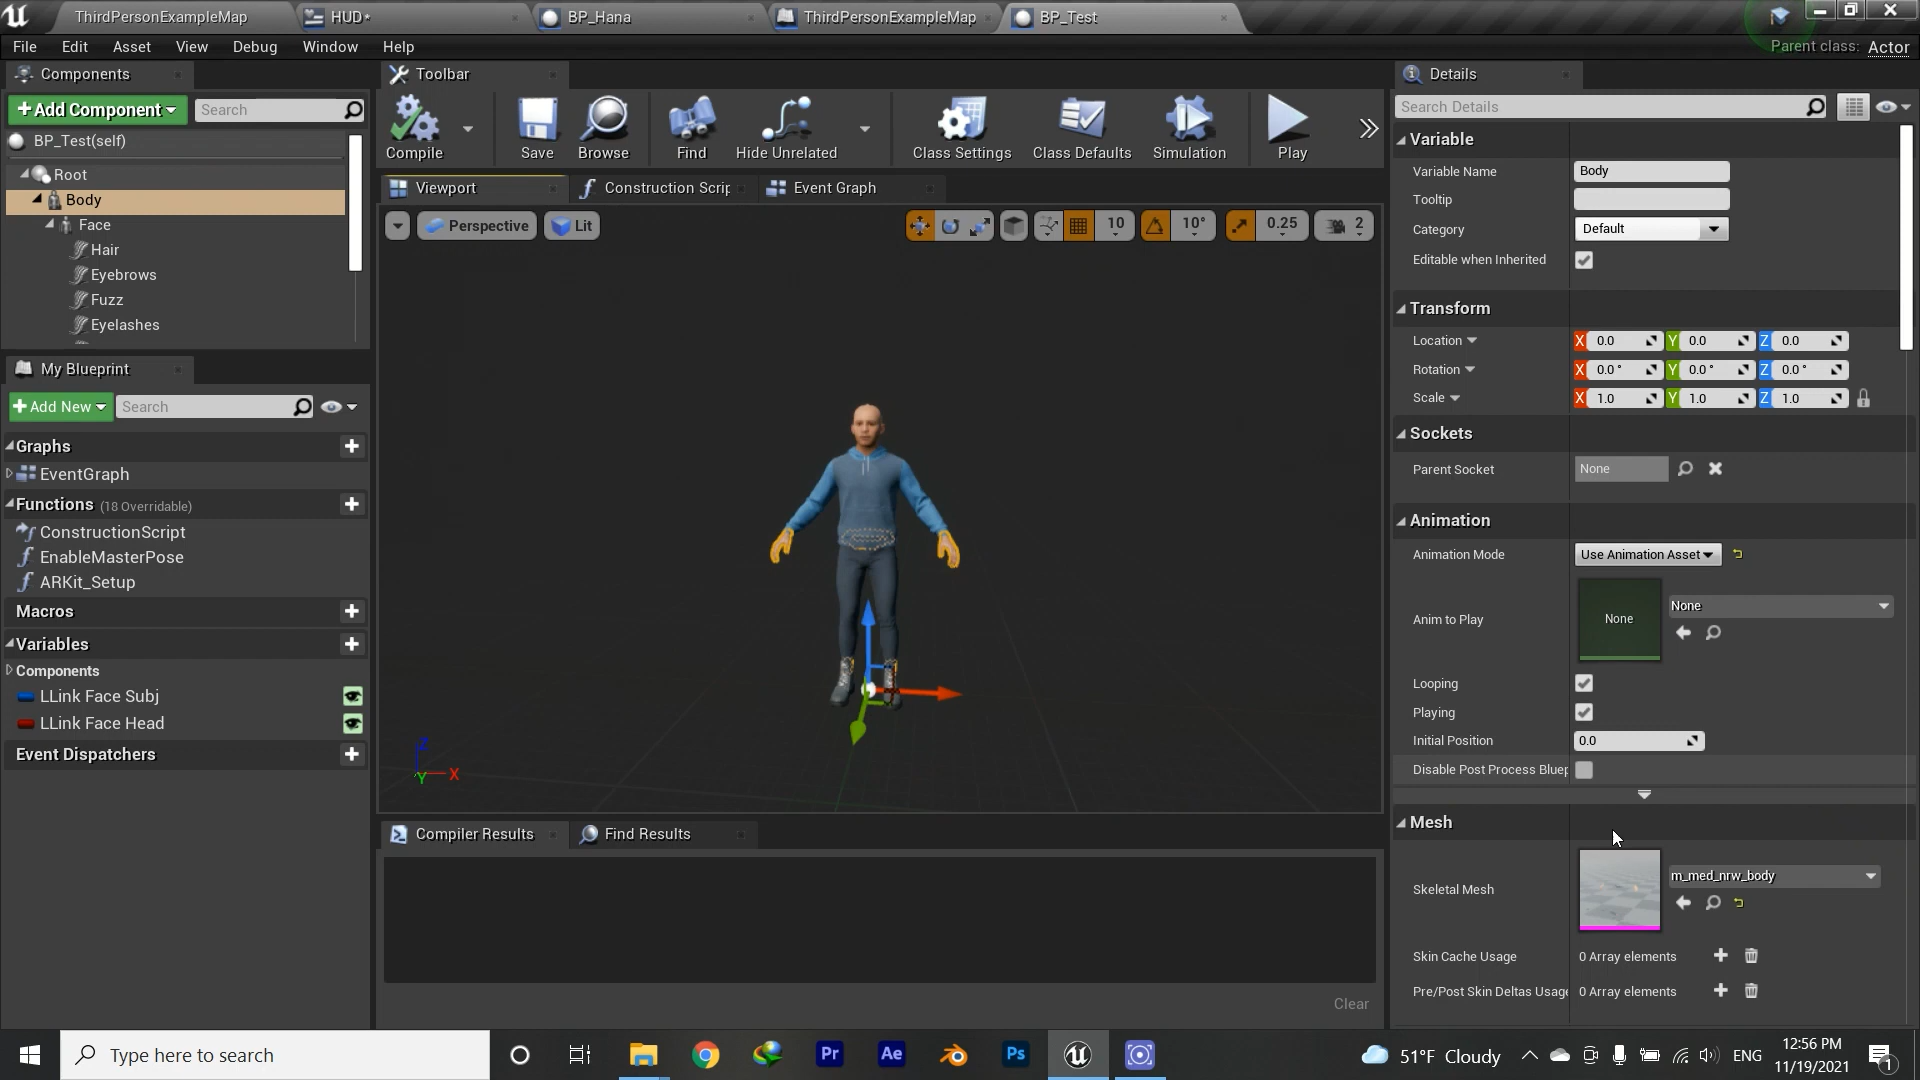 ThirdPersonExampleMap
HUD*
BP_Hana
ThirdPersonExampleMap
BP_Test
File Edit Asset View Debug Window Help
Parent class: Actor
Components
+Add Component
Search
BP_Test(self)
Root
Body
Face
Hair
Eyebrows
Fuzz
Eyelashes
My Blueprint
+Add New
Search
Graphs
EventGraph
Functions (18 Overridable)
ConstructionScript
EnableMasterPose
ARKit_Setup
Macros
Variables
Components
LLink Face Subj
LLink Face Head
Event Dispatchers
Toolbar
Compile Save Browse Find Hide Unrelated Class Settings Class Defaults Simulation Play
Viewport
Construction Scrip
Event Graph
Perspective Lit 10 10° 0.25 2
Z
Y X
Compiler Results
Find Results
Clear
Details
Search Details
Variable
Variable Name Body
Tooltip
Category Default
Editable when Inherited
Transform
Location X 0.0 Y 0.0 Z 0.0
Rotation X 0.0 ° Y 0.0 ° Z 0.0 °
Scale X 1.0 Y 1.0 Z 1.0
Sockets
Parent Socket None
Animation
Animation Mode Use Animation Asset
Anim to Play None None
Looping
Playing
Initial Position 0.0
Disable Post Process Bluep
Mesh
Skeletal Mesh m_med_nrw_body
Skin Cache Usage 0 Array elements
Pre/Post Skin Deltas Usage 0 Array elements
Type here to search
Pr Ae Ps
51°F Cloudy
ENG
12:56 PM
11/19/2021
1